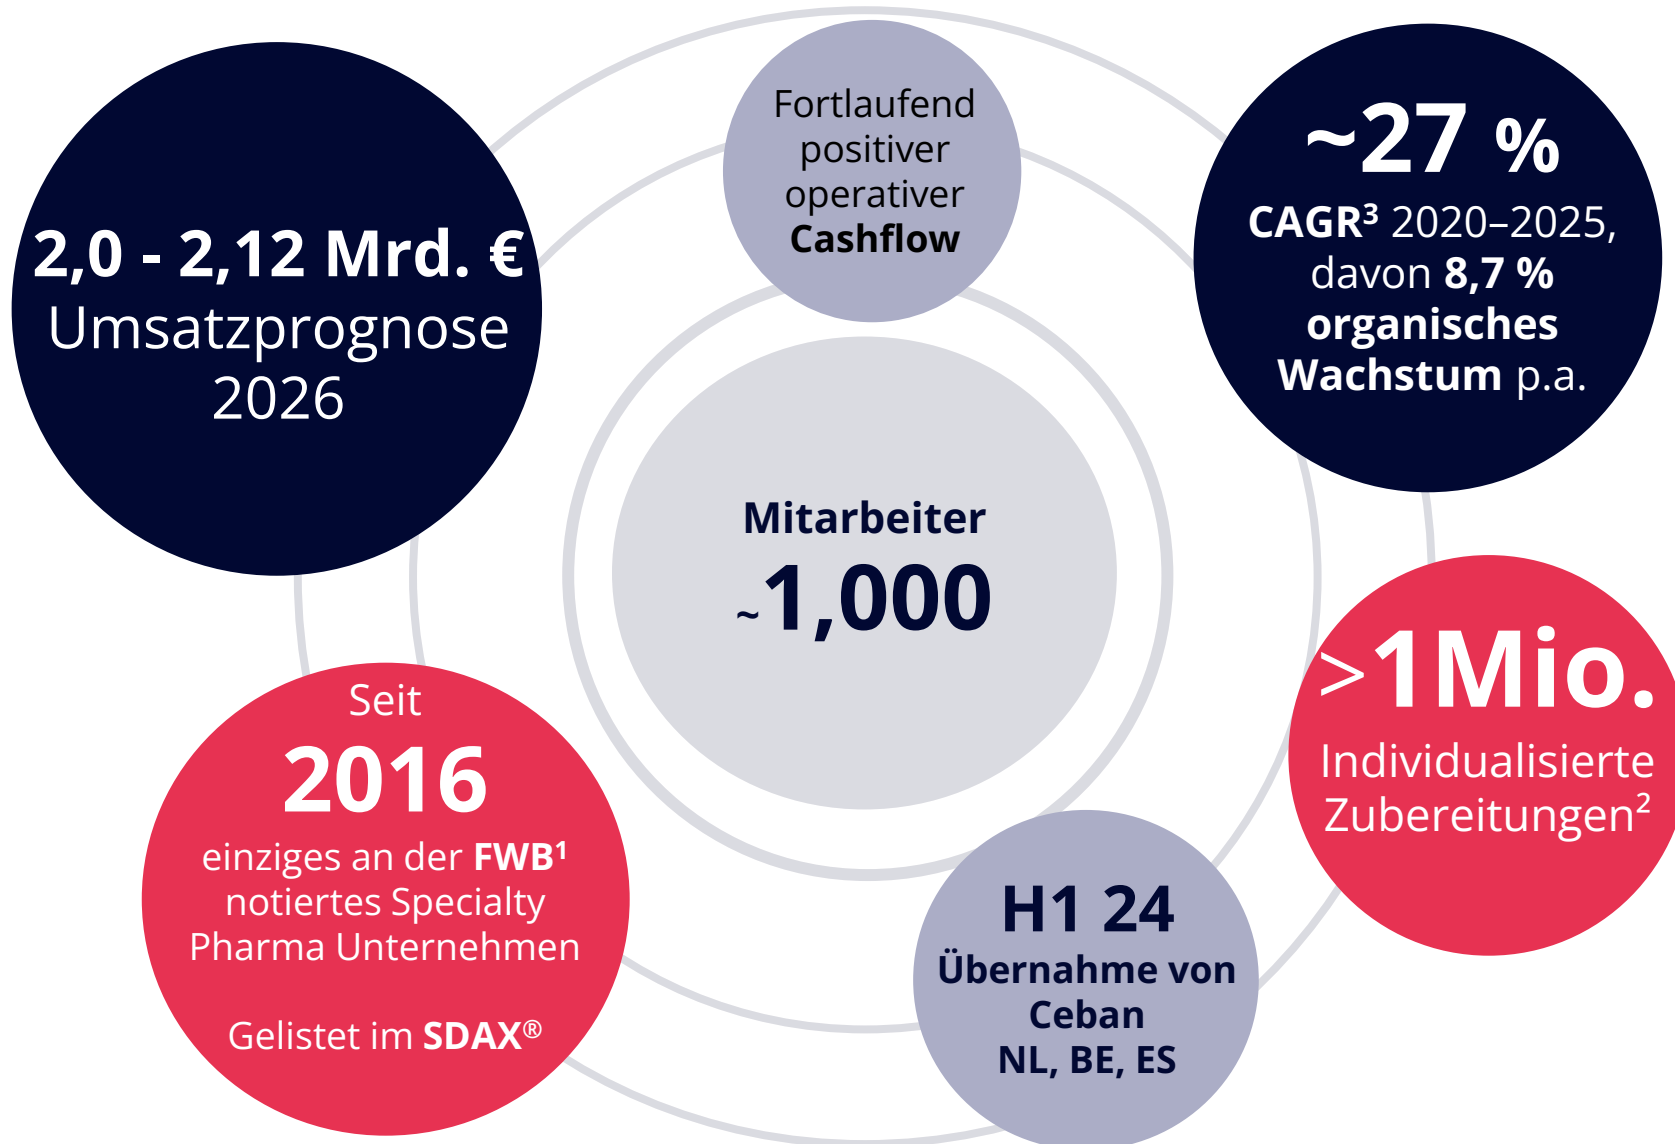 2,0 - 2,12 Mrd. €
Umsatzprognose
2026
Fortlaufend
positiver
operativer
Cashflow
~27 %
CAGR³ 2020–2025,
davon 8,7 %
organisches
Wachstum p.a.
Mitarbeiter
~1,000
>1Mio.
Individualisierte
Zubereitungen²
Seit
2016
einziges an der FWB¹
notiertes Specialty
Pharma Unternehmen
Gelistet im SDAX®
H1 24
Übernahme von
Ceban
NL, BE, ES